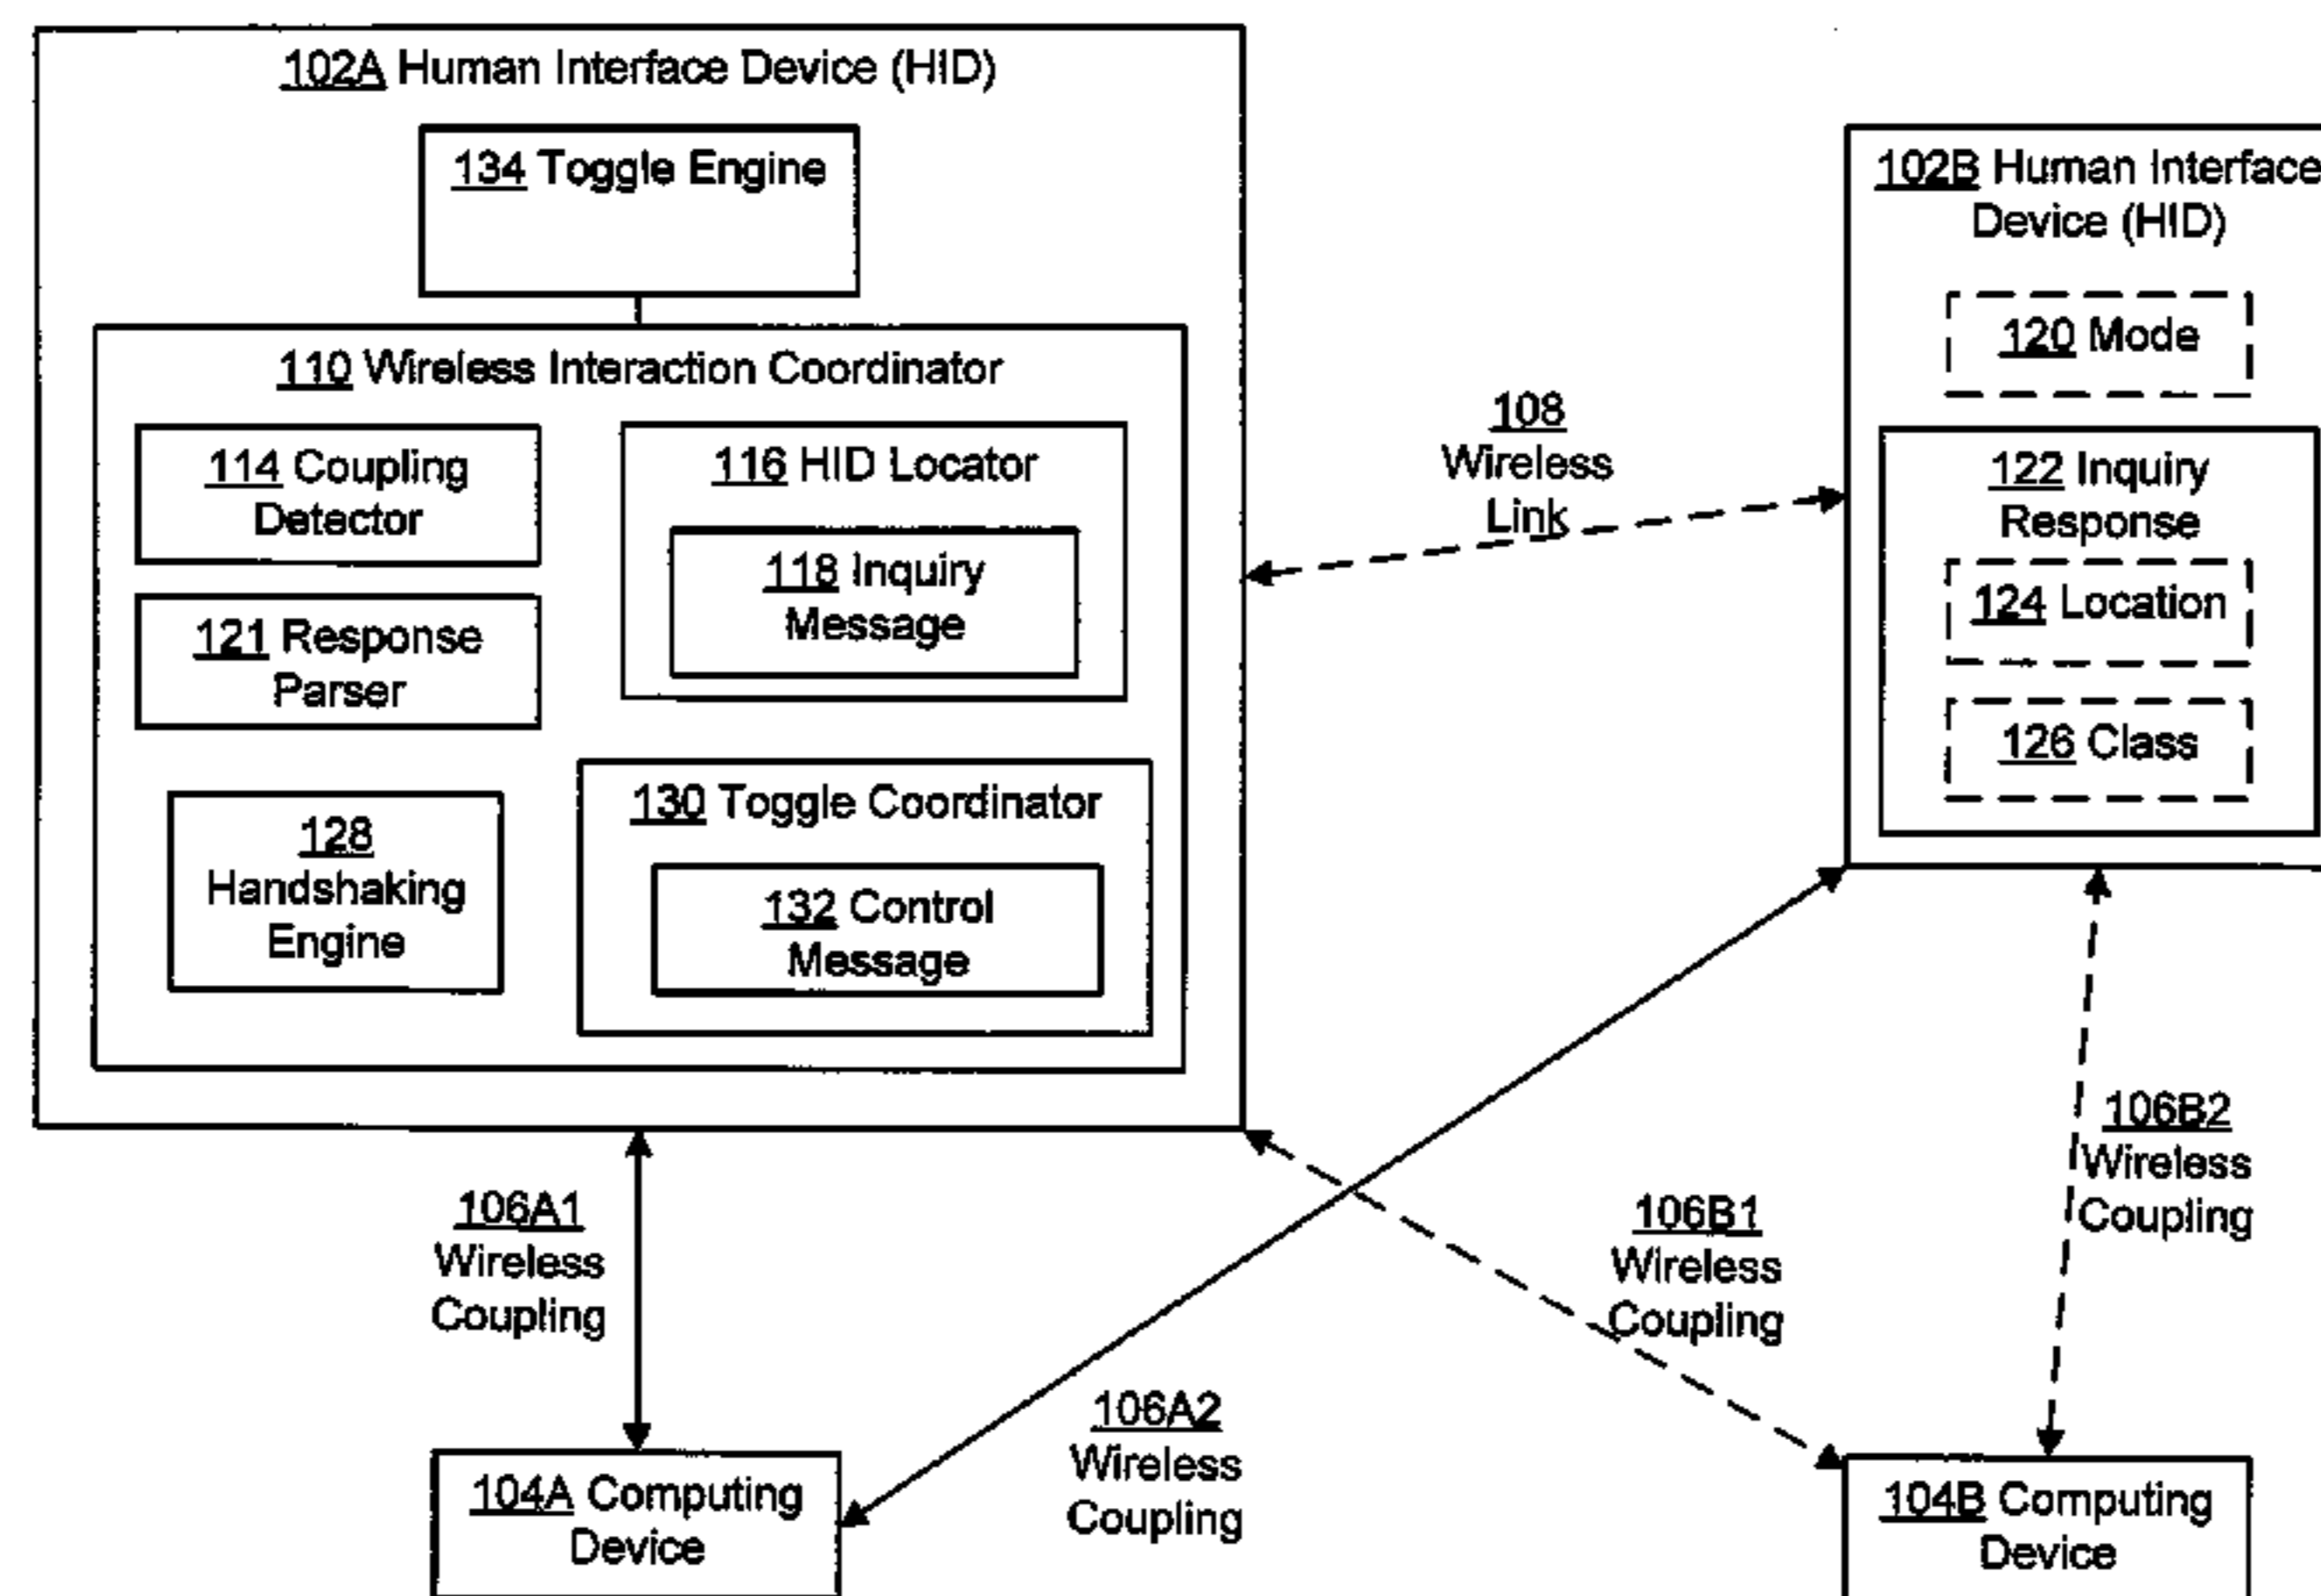 102A Human Interface Device (HID)
134 Toggle Engine
110 Wireless Interaction Coordinator
114 Coupling
Detector
116 HID Locator
118 Inquiry
Message
121 Response
Parser
128
Handshaking
Engine
130 Toggle Coordinator
132 Control
Message
108
Wireless
Link
102B Human Interface
Device (HID)
120 Mode
122 Inquiry
Response
124 Location
126 Class
106A1
Wireless
Coupling
106A2
Wireless
Coupling
106B1
Wireless
Coupling
106B2
Wireless
Coupling
104A Computing
Device
104B Computing
Device